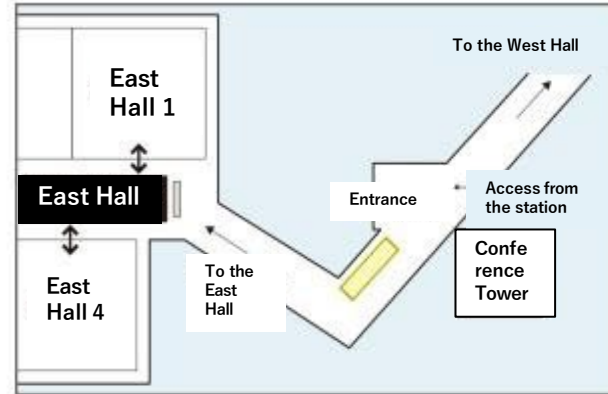 To the West Hall
East
Hall 1
East Hall
Entrance
Access from
the station
To the
East
Hall
Confe
rence
Tower
East
Hall 4